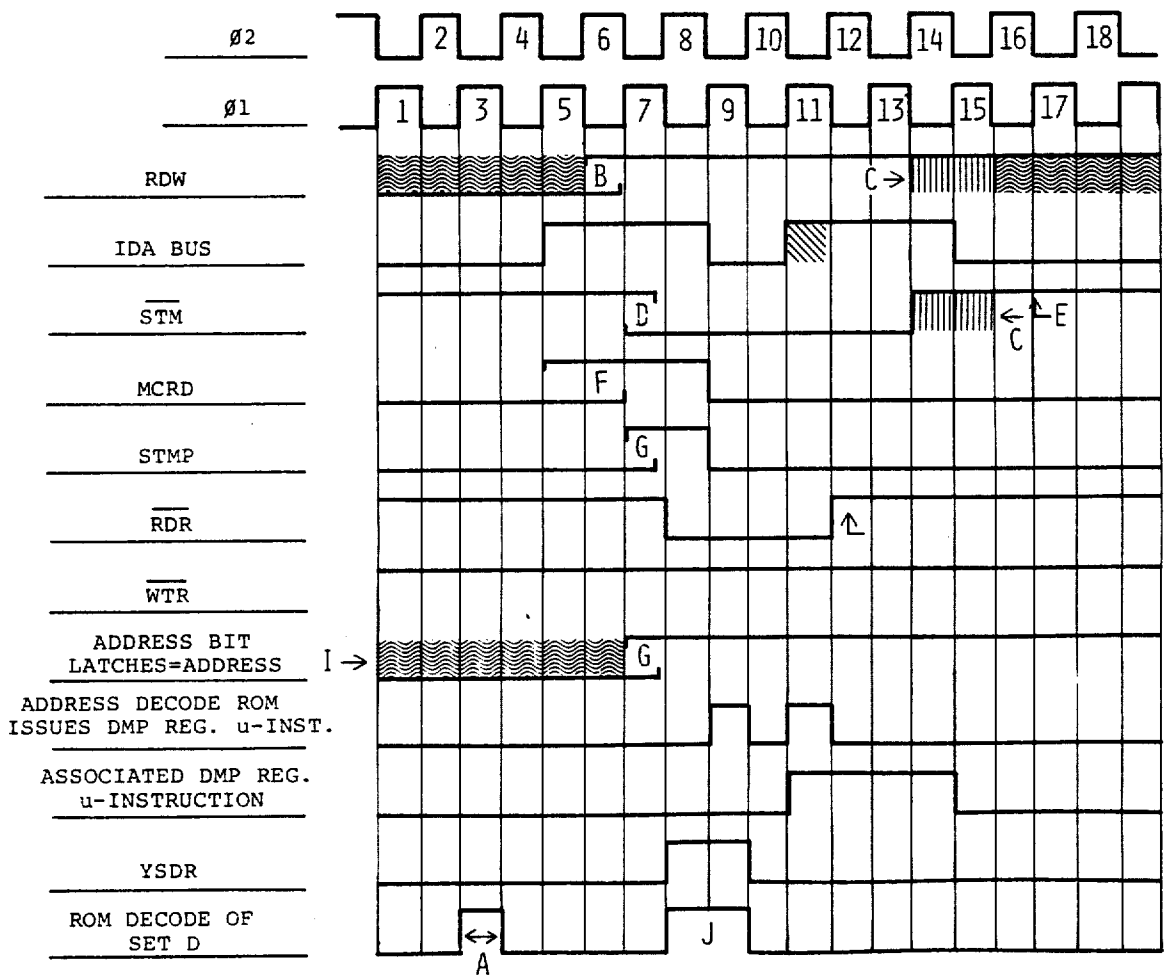 ø2 2 4 6 8 10 12 14 16 18
ø1 1 3 5 7 9 11 13 15 17
RDW B C →
IDA BUS
STM D ← C E
MCRD F
STMP G
RDR
WTR
ADDRESS BIT
LATCHES=ADDRESS I → G
ADDRESS DECODE ROM
ISSUES DMP REG. u-INST.
ASSOCIATED DMP REG.
u-INSTRUCTION
YSDR
ROM DECODE OF
SET D J
A